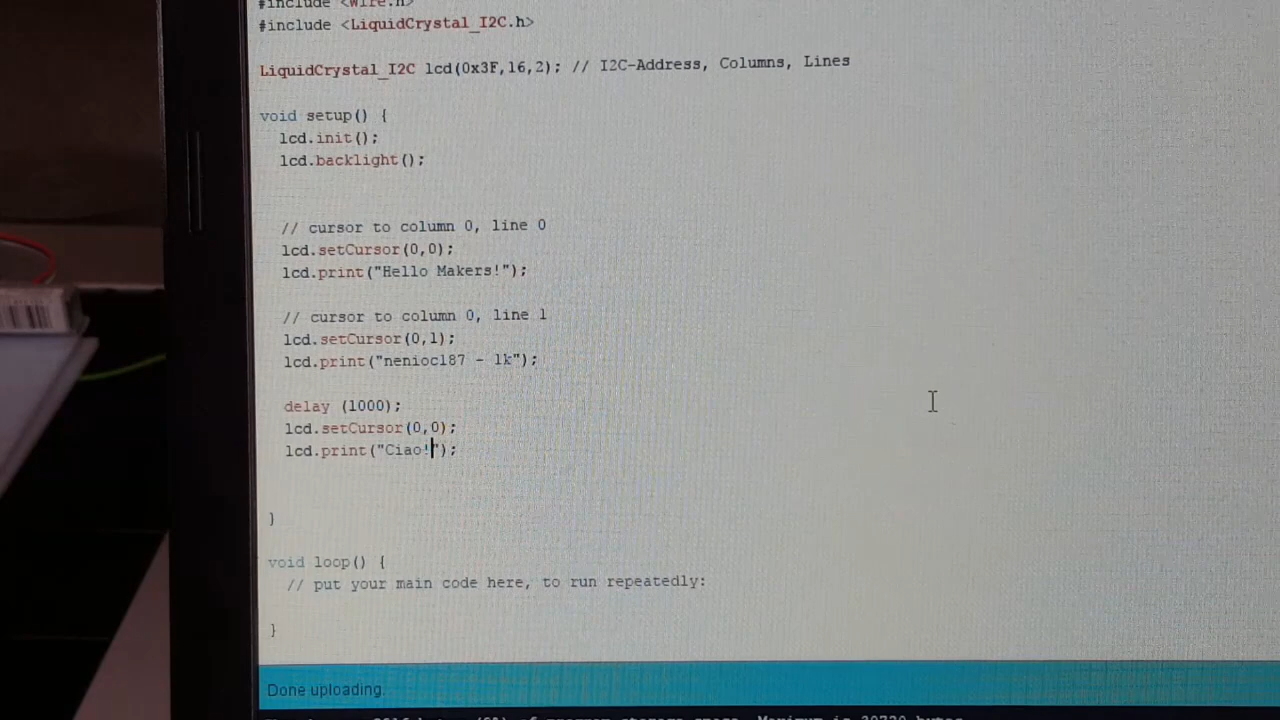 #include <Wire.h>
#include <LiquidCrystal_I2C.h>
LiquidCrystal_I2C lcd(0x3F,16,2); // I2C-Address, Columns, Lines
void setup() {
lcd.init();
lcd.backlight();
// cursor to column 0, line 0
lcd.setCursor(0,0);
lcd.print("Hello Makers!");
// cursor to column 0, line 1
lcd.setCursor(0,1);
lcd.print("nenioc187 - 1k");
delay (1000);
lcd.setCursor(0,0);
lcd.print("Ciao!");
}
void loop() {
// put your main code here, to run repeatedly:
}
Done uploading.